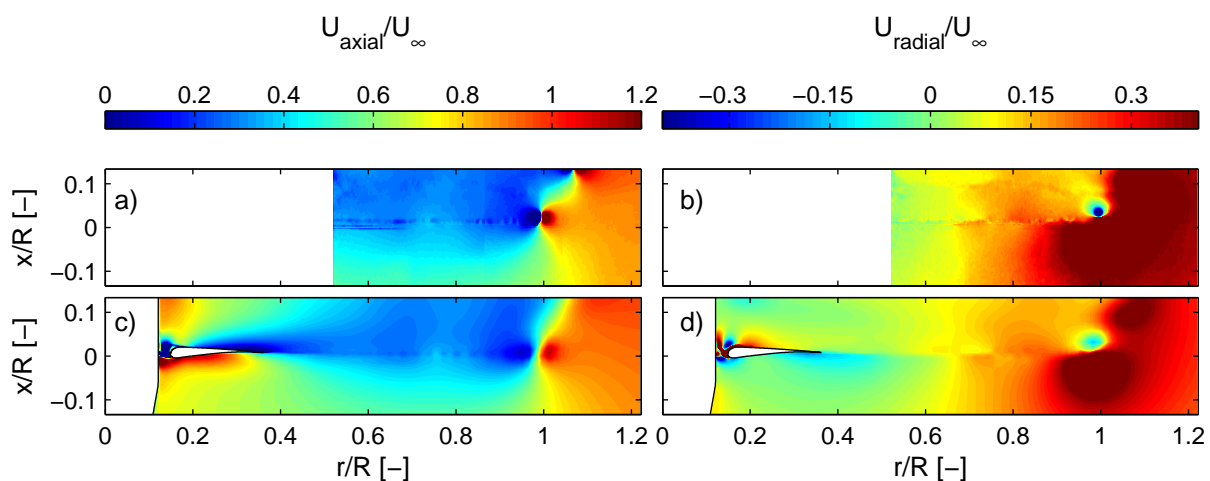 U_axial/U_∞ U_radial/U_∞
0 0.2 0.4 0.6 0.8 1 1.2 −0.3 −0.15 0 0.15 0.3
x/R [−] 0.1 0 −0.1 a) b)
x/R [−] 0.1 0 −0.1 c) d)
0 0.2 0.4 0.6 0.8 1 1.2 0 0.2 0.4 0.6 0.8 1 1.2
r/R [−] r/R [−]